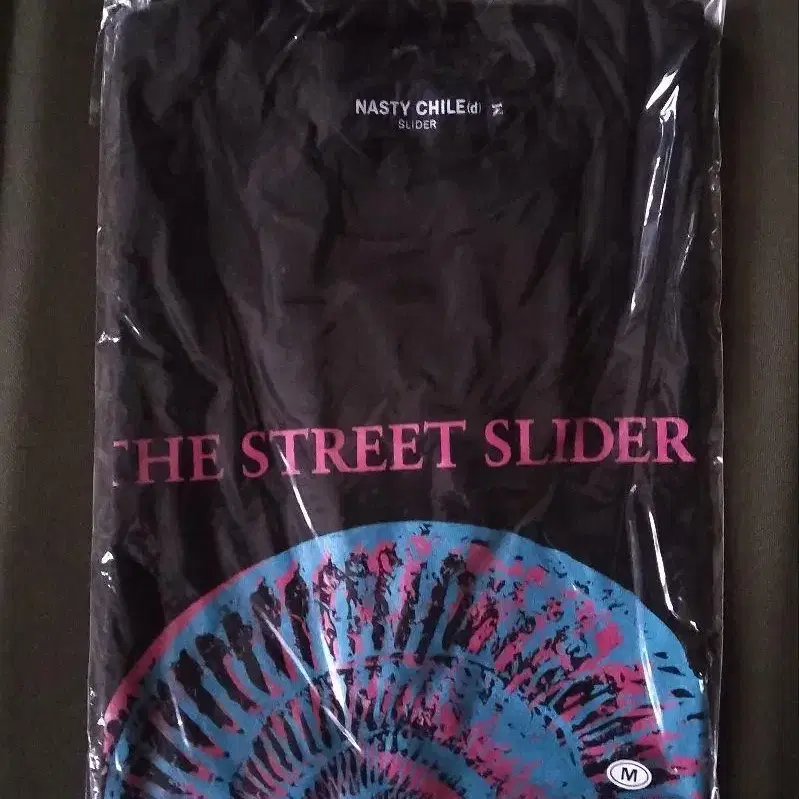 NASTY CHILE(d) M
SLIDER
THE STREET SLIDER
M